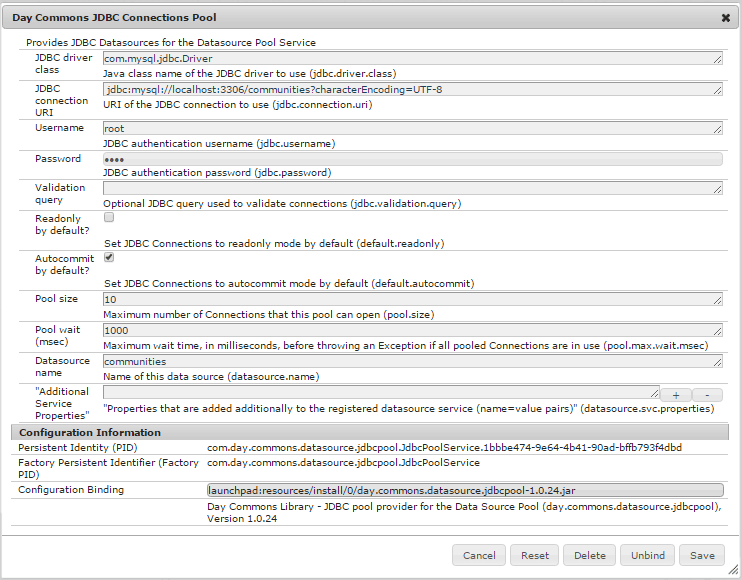 Day Commons JDBC Connections Pool
Provides JDBC Datasources for the Datasource Pool Service
JDBC driver class
com.mysql.jdbc.Driver
Java class name of the JDBC driver to use (jdbc.driver.class)
JDBC connection URI
jdbc:mysql://localhost:3306/communities?characterEncoding=UTF-8
URI of the JDBC connection to use (jdbc.connection.uri)
Username
root
JDBC authentication username (jdbc.username)
Password
••••
JDBC authentication password (jdbc.password)
Validation query
Optional JDBC query used to validate connections (jdbc.validation.query)
Readonly by default?
Set JDBC Connections to readonly mode by default (default.readonly)
Autocommit by default?
Set JDBC Connections to autocommit mode by default (default.autocommit)
Pool size
10
Maximum number of Connections that this pool can open (pool.size)
Pool wait (msec)
1000
Maximum wait time, in milliseconds, before throwing an Exception if all pooled Connections are in use (pool.max.wait.msec)
Datasource name
communities
Name of this data source (datasource.name)
"Additional Service Properties"
+ -
"Properties that are added additionally to the registered datasource service (name=value pairs)" (datasource.svc.properties)
Configuration Information
Persistent Identity (PID)
com.day.commons.datasource.jdbcpool.JdbcPoolService.1bbbe474-9e64-4b41-90ad-bffb793f4dbd
Factory Persistent Identifier (Factory PID)
com.day.commons.datasource.jdbcpool.JdbcPoolService
Configuration Binding
launchpad:resources/install/0/day.commons.datasource.jdbcpool-1.0.24.jar
Day Commons Library - JDBC pool provider for the Data Source Pool (day.commons.datasource.jdbcpool),
Version 1.0.24
Cancel Reset Delete Unbind Save